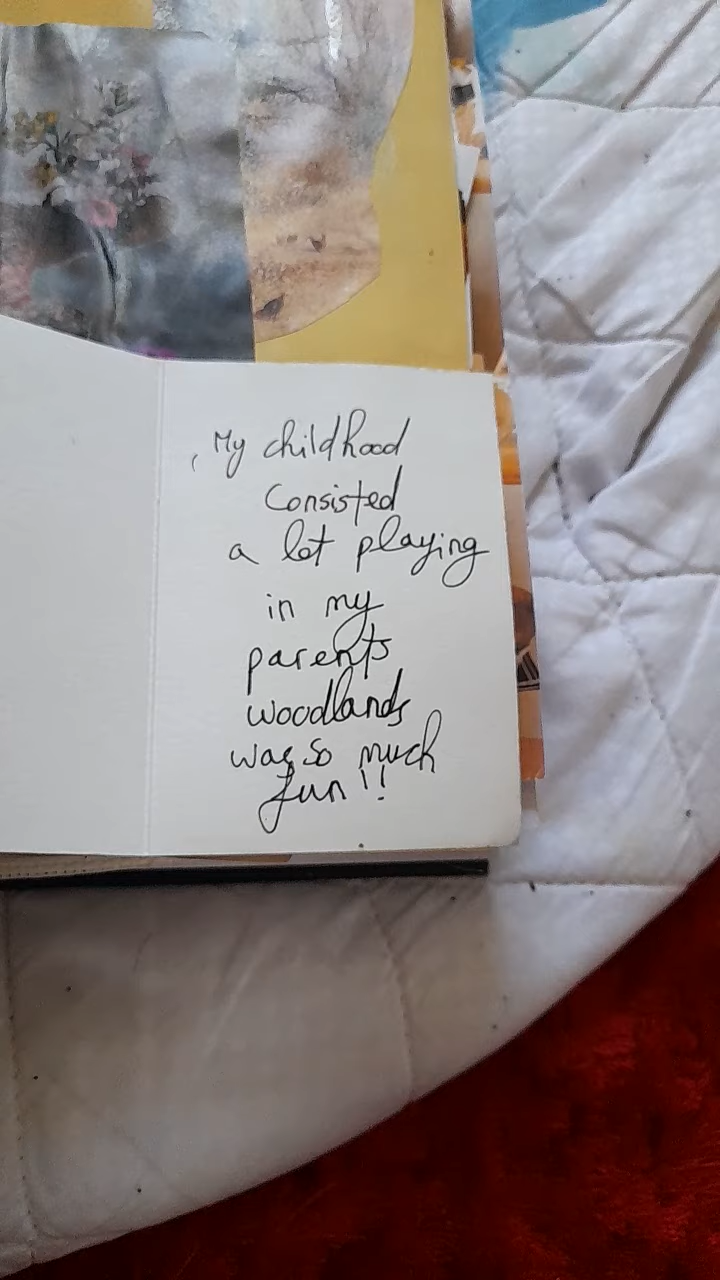 My childhood
Consisted
a lot playing
in my
parents
woodlands
was so much
fun!!